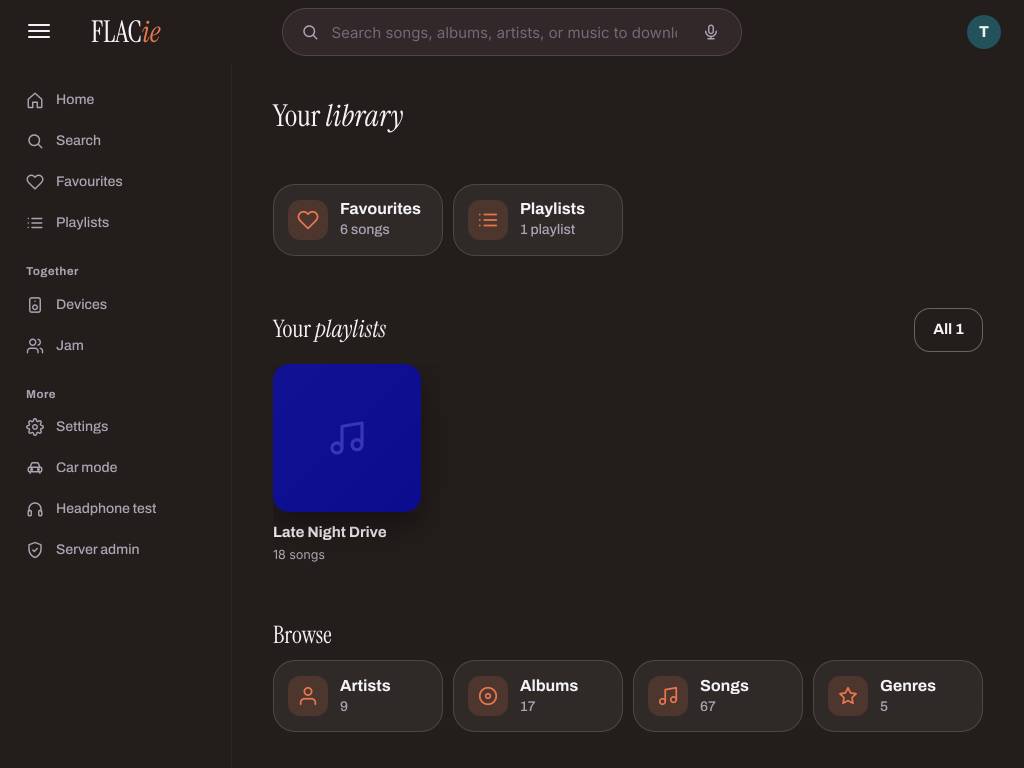 FLACie
Search songs, albums, artists, or music to downl
T
Home
Search
Favourites
Playlists
Together
Devices
Jam
More
Settings
Car mode
Headphone test
Server admin
Your library
Favourites
6 songs
Playlists
1 playlist
Your playlists
All 1
Late Night Drive
18 songs
Browse
Artists
9
Albums
17
Songs
67
Genres
5